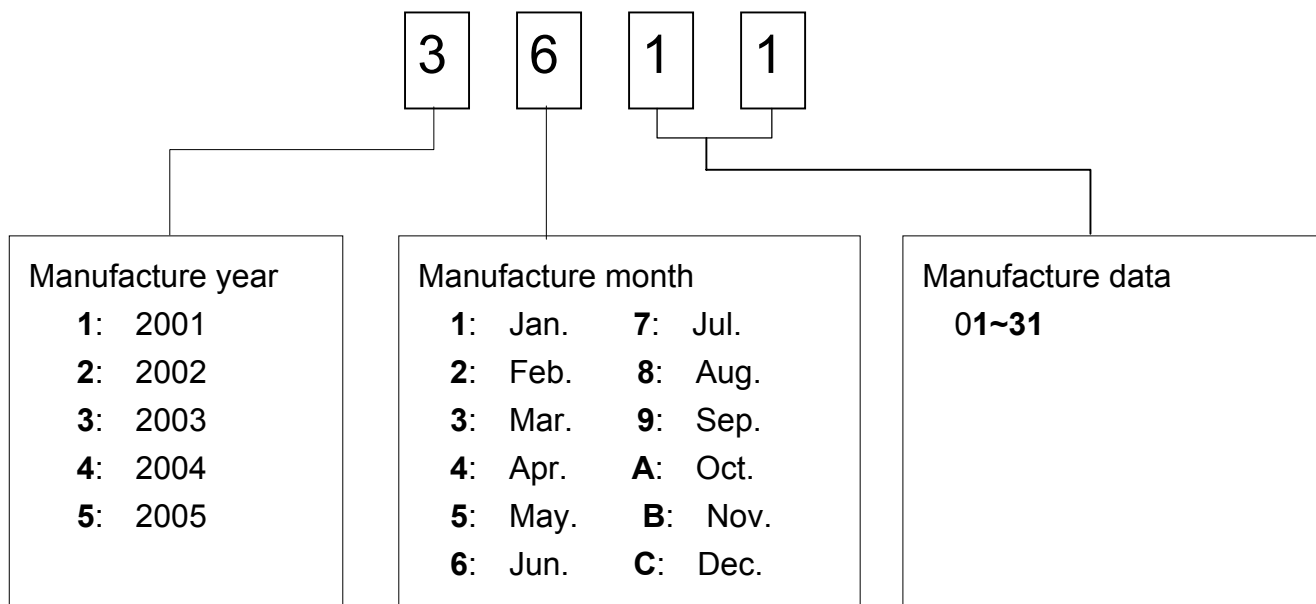 3 6 1 1
Manufacture year
1: 2001
2: 2002
3: 2003
4: 2004
5: 2005
Manufacture month
1: Jan. 7: Jul.
2: Feb. 8: Aug.
3: Mar. 9: Sep.
4: Apr. A: Oct.
5: May. B: Nov.
6: Jun. C: Dec.
Manufacture data
01~31